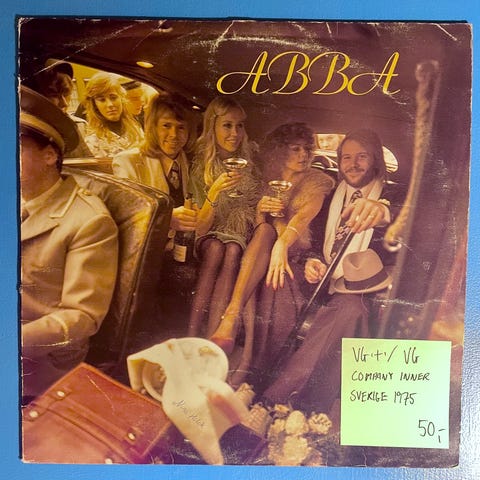 ABBA
VG(+)/ VG
COMPANY INNER
SVERIGE 1975
50,-